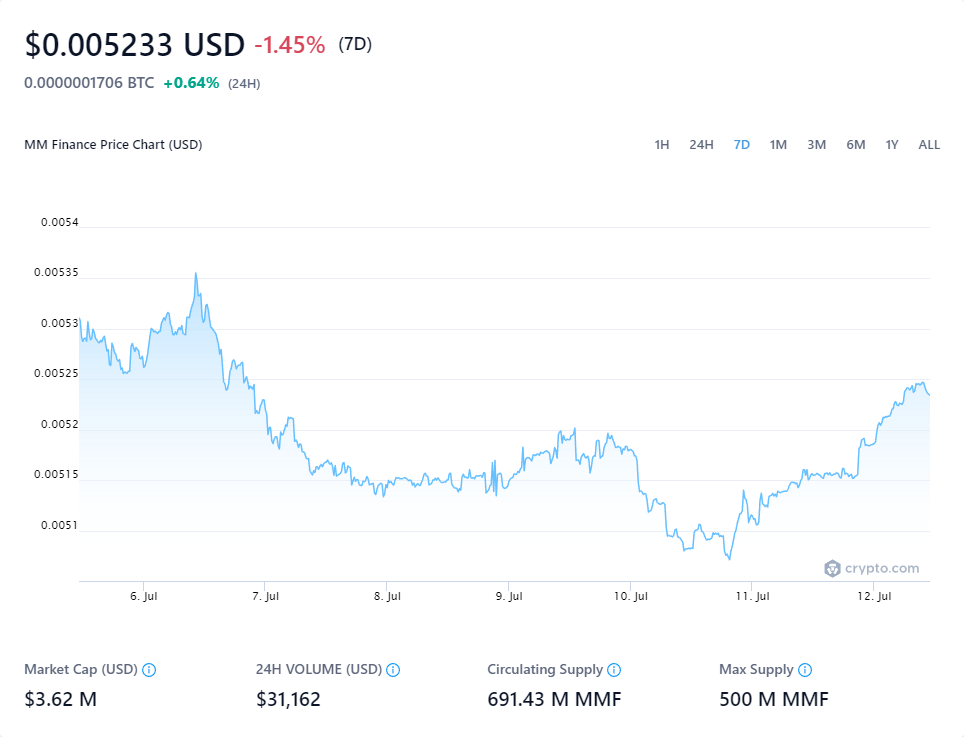 $0.005233 USD -1.45% (7D)
0.0000001706 BTC +0.64% (24H)
MM Finance Price Chart (USD) 1H 24H 7D 1M 3M 6M 1Y ALL
0.0054
0.00535
0.0053
0.00525
0.0052
0.00515
0.0051
crypto.com
6. Jul 7. Jul 8. Jul 9. Jul 10. Jul 11. Jul 12. Jul
Market Cap (USD) 24H VOLUME (USD) Circulating Supply Max Supply
$3.62 M $31,162 691.43 M MMF 500 M MMF